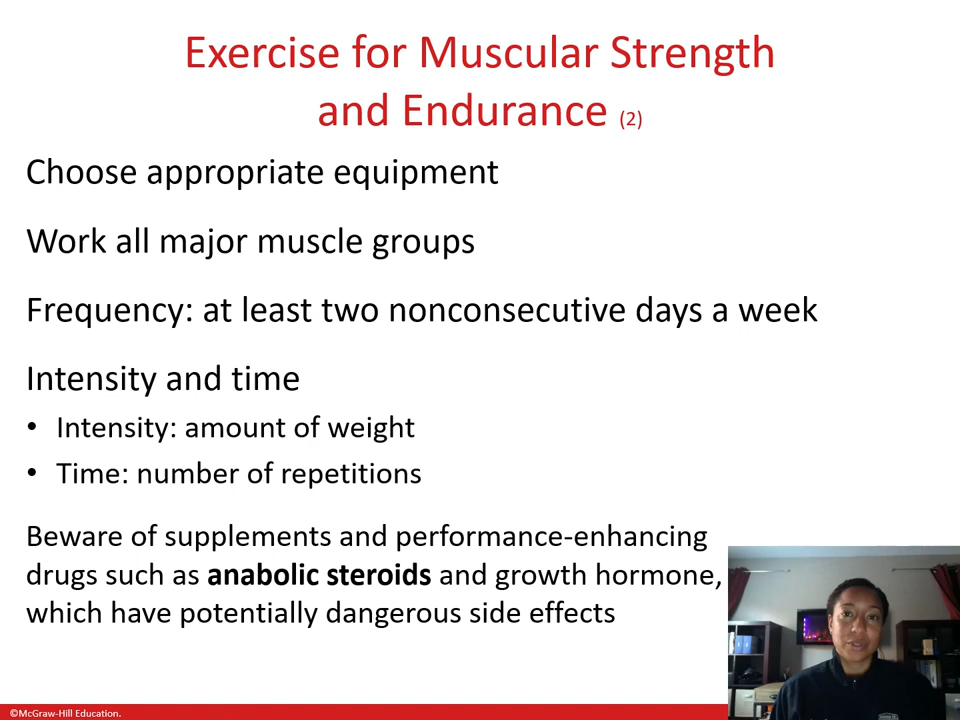 Exercise for Muscular Strength
and Endurance (2)
Choose appropriate equipment
Work all major muscle groups
Frequency: at least two nonconsecutive days a week
Intensity and time
• Intensity: amount of weight
• Time: number of repetitions
Beware of supplements and performance-enhancing
drugs such as anabolic steroids and growth hormone,
which have potentially dangerous side effects
©McGraw-Hill Education.